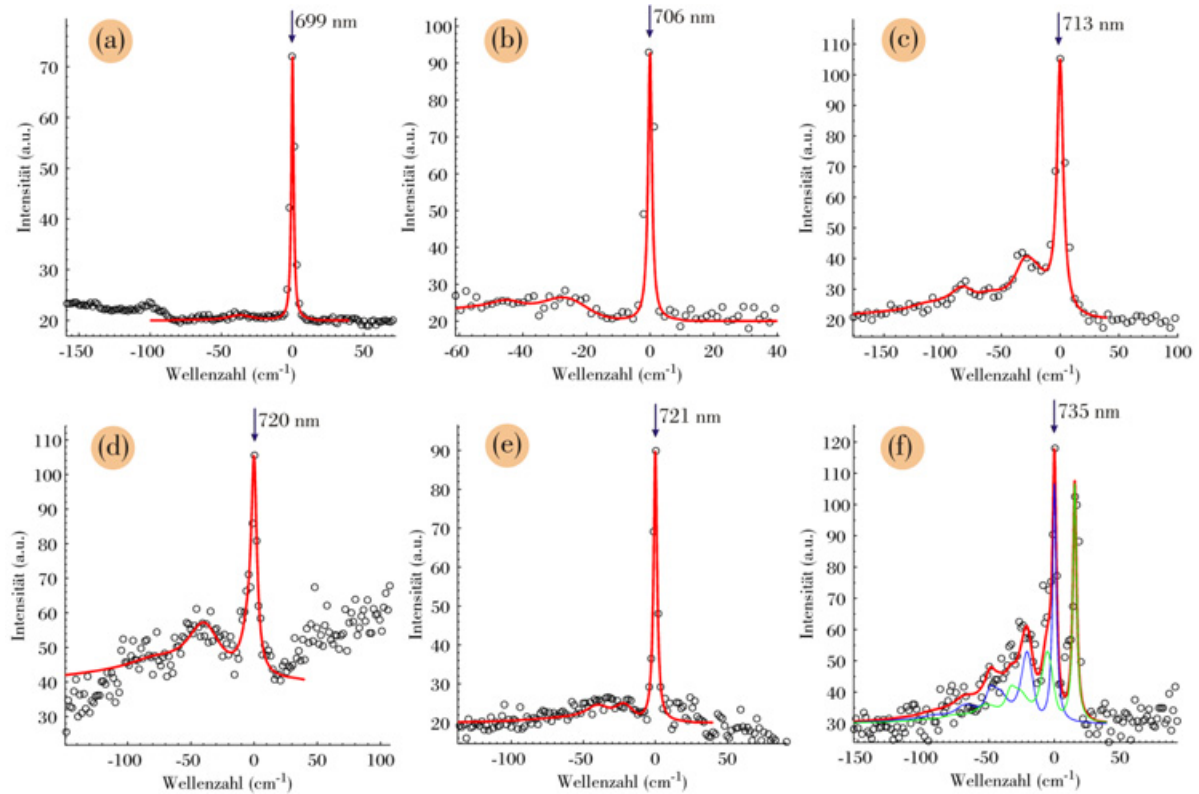 (a)
699 nm
Intensität (a.u.)
70
60
50
40
30
20
-150 -100 -50 0 50
Wellenzahl (cm-1)
(b)
706 nm
Intensität (a.u.)
100
90
80
70
60
50
40
30
20
-60 -40 -20 0 20 40
Wellenzahl (cm-1)
(c)
713 nm
Intensität (a.u.)
110
100
90
80
70
60
50
40
30
20
-150 -100 -50 0 50 100
Wellenzahl (cm-1)
(d)
720 nm
Intensität (a.u.)
110
100
90
80
70
60
50
40
30
-100 -50 0 50 100
Wellenzahl (cm-1)
(e)
721 nm
Intensität (a.u.)
90
80
70
60
50
40
30
20
-100 -50 0 50
Wellenzahl (cm-1)
(f)
735 nm
Intensität (a.u.)
120
110
100
90
80
70
60
50
40
30
-150 -100 -50 0 50
Wellenzahl (cm-1)